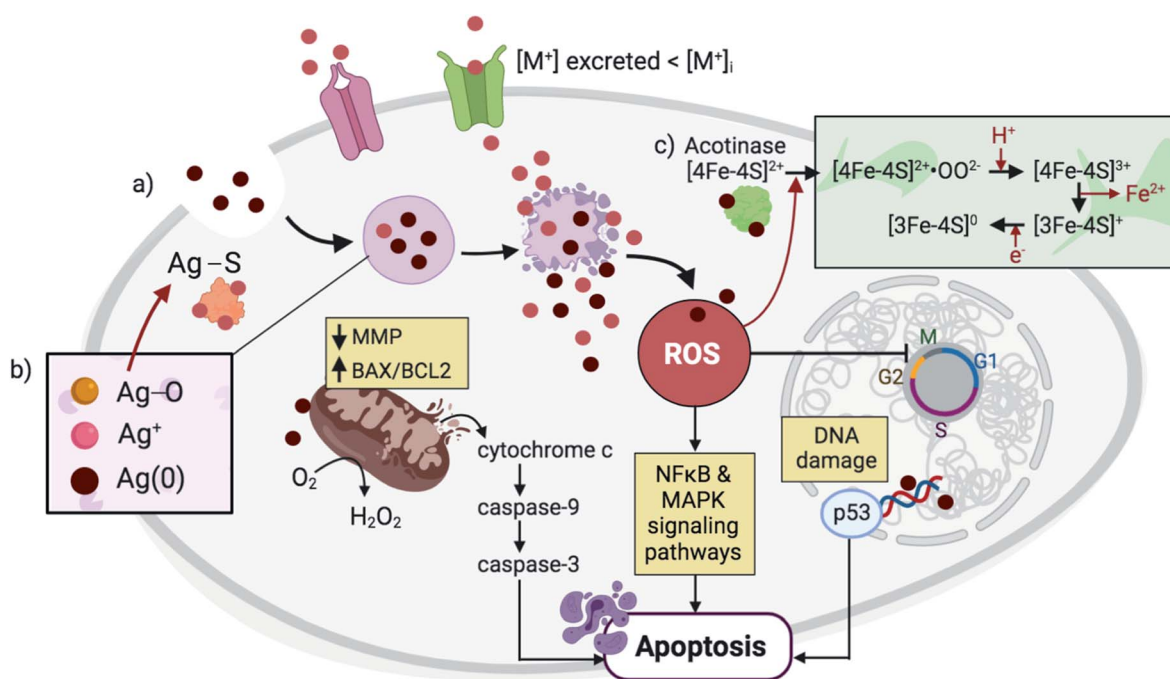 [M⁺] excreted < [M⁺]ᵢ
a)
Ag–S
b)
Ag–O
Ag⁺
Ag(0)
c) Acotinase
[4Fe-4S]²⁺
[4Fe-4S]²⁺•OO²⁻
H⁺
[4Fe-4S]³⁺
Fe²⁺
[3Fe-4S]⁰
[3Fe-4S]⁺
e⁻
MMP
BAX/BCL2
O₂
H₂O₂
cytochrome c
caspase-9
caspase-3
ROS
NFκB &
MAPK
signaling
pathways
M
G1
G2
S
DNA
damage
p53
Apoptosis